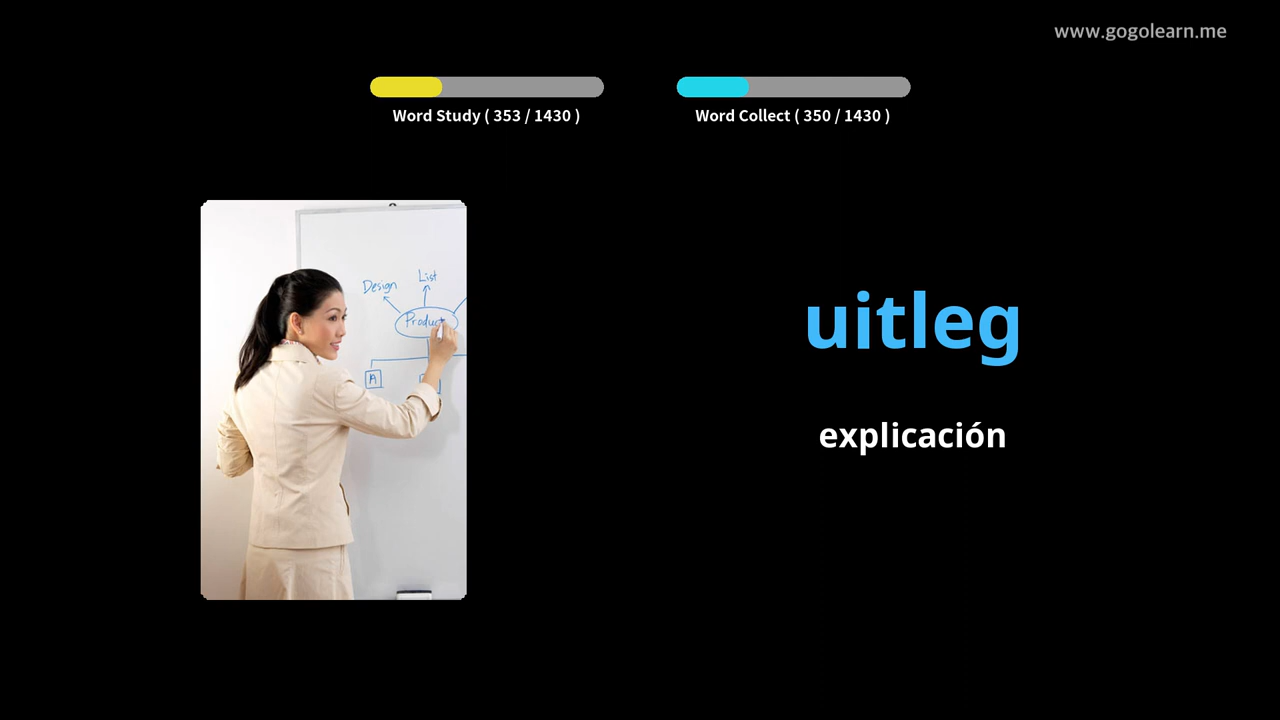 www.gogolearn.me
Word Study ( 353 / 1430 )
Word Collect ( 350 / 1430 )
Design
List
Product
A
uitleg
explicación